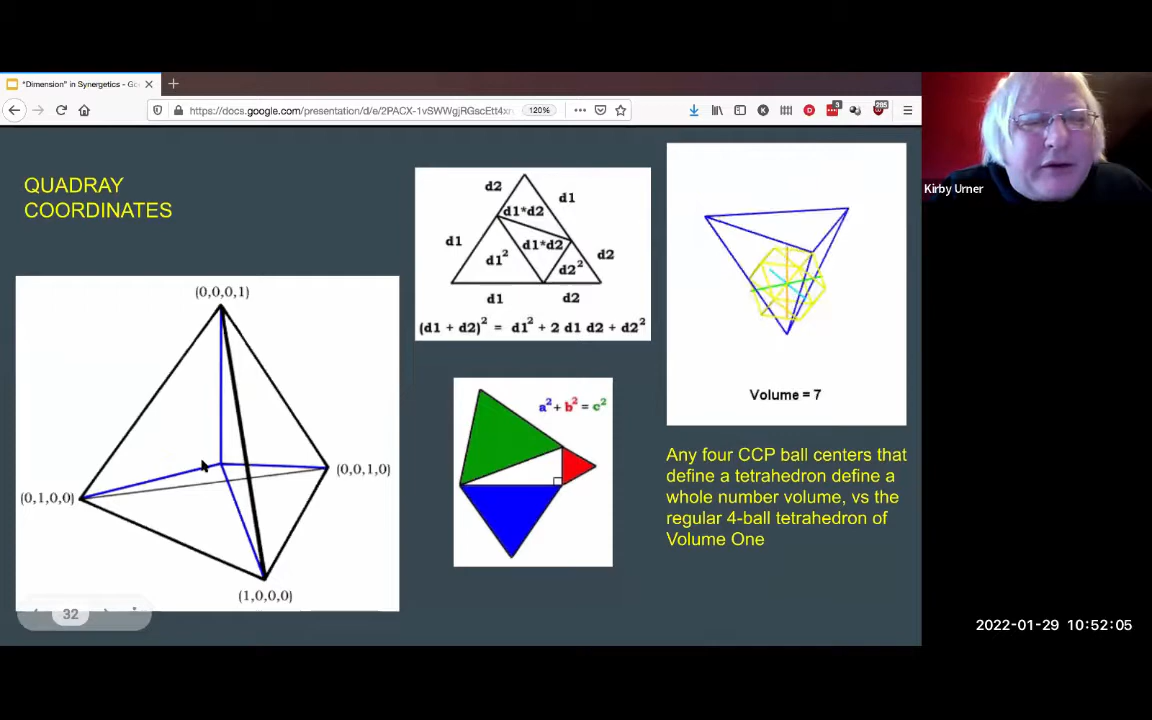 "Dimension" in Synergetics - Goo
https://docs.google.com/presentation/d/e/2PACX-1vSWWgjRGscEtt4xr
120%
3
285
QUADRAY
COORDINATES
(0,0,0,1)
(0,1,0,0)
(0,0,1,0)
(1,0,0,0)
32
d2
d1
d1*d2
d1
d1*d2
d1²
d2²
d2
d1
d2
(d1 + d2)² = d1² + 2 d1 d2 + d2²
a² + b² = c²
Volume = 7
Any four CCP ball centers that
define a tetrahedron define a
whole number volume, vs the
regular 4-ball tetrahedron of
Volume One
Kirby Urner
2022-01-29 10:52:05